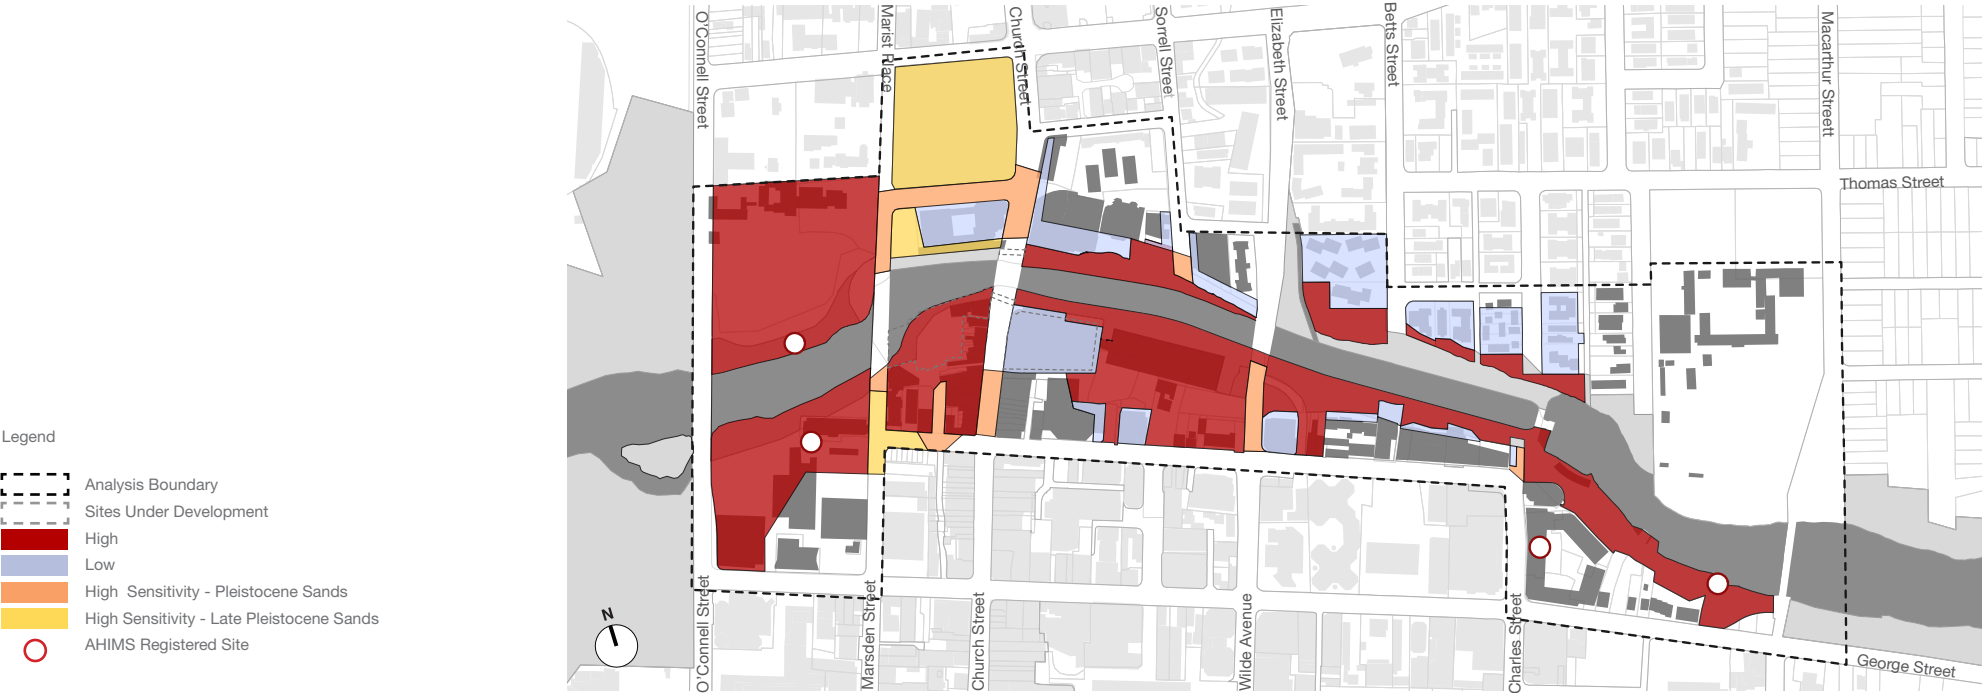 O'Connell Street
Marist Place
Church Street
Sorrell Street
Elizabeth Street
Betts Street
Macarthur Streett
Thomas Street
Legend
Analysis Boundary
Sites Under Development
High
Low
High Sensitivity - Pleistocene Sands
High Sensitivity - Late Pleistocene Sands
AHIMS Registered Site
N
O'Connell Street
Marsden Street
Church Street
Wilde Avenue
Charles Street
George Street